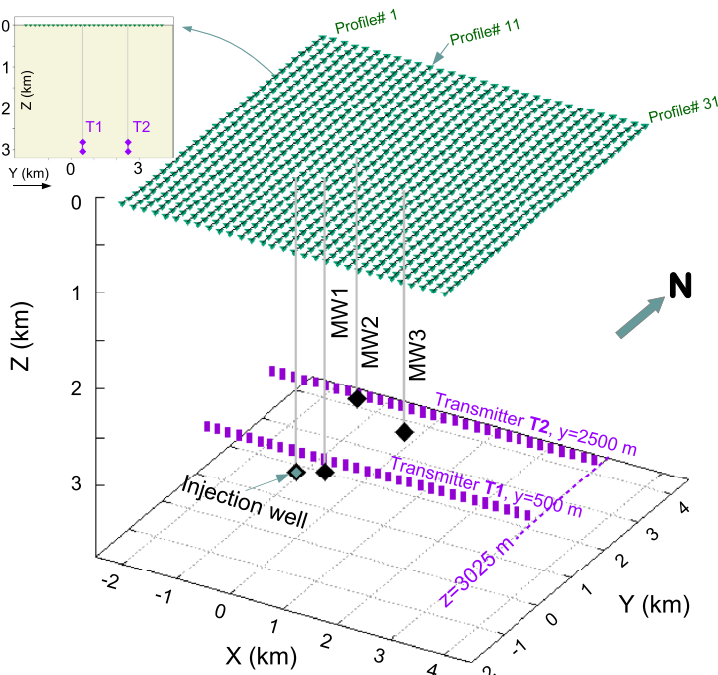 Profile# 1
Profile# 11
Profile# 31
0
1
2
3
Z (km)
T1
T2
Y (km)
0
3
N
0
1
2
3
Z (km)
MW1
MW2
MW3
Transmitter T2, y=2500 m
Transmitter T1, y=500 m
Injection well
z=3025 m
-2
-1
0
1
2
3
4
X (km)
-1
0
1
2
3
4
Y (km)